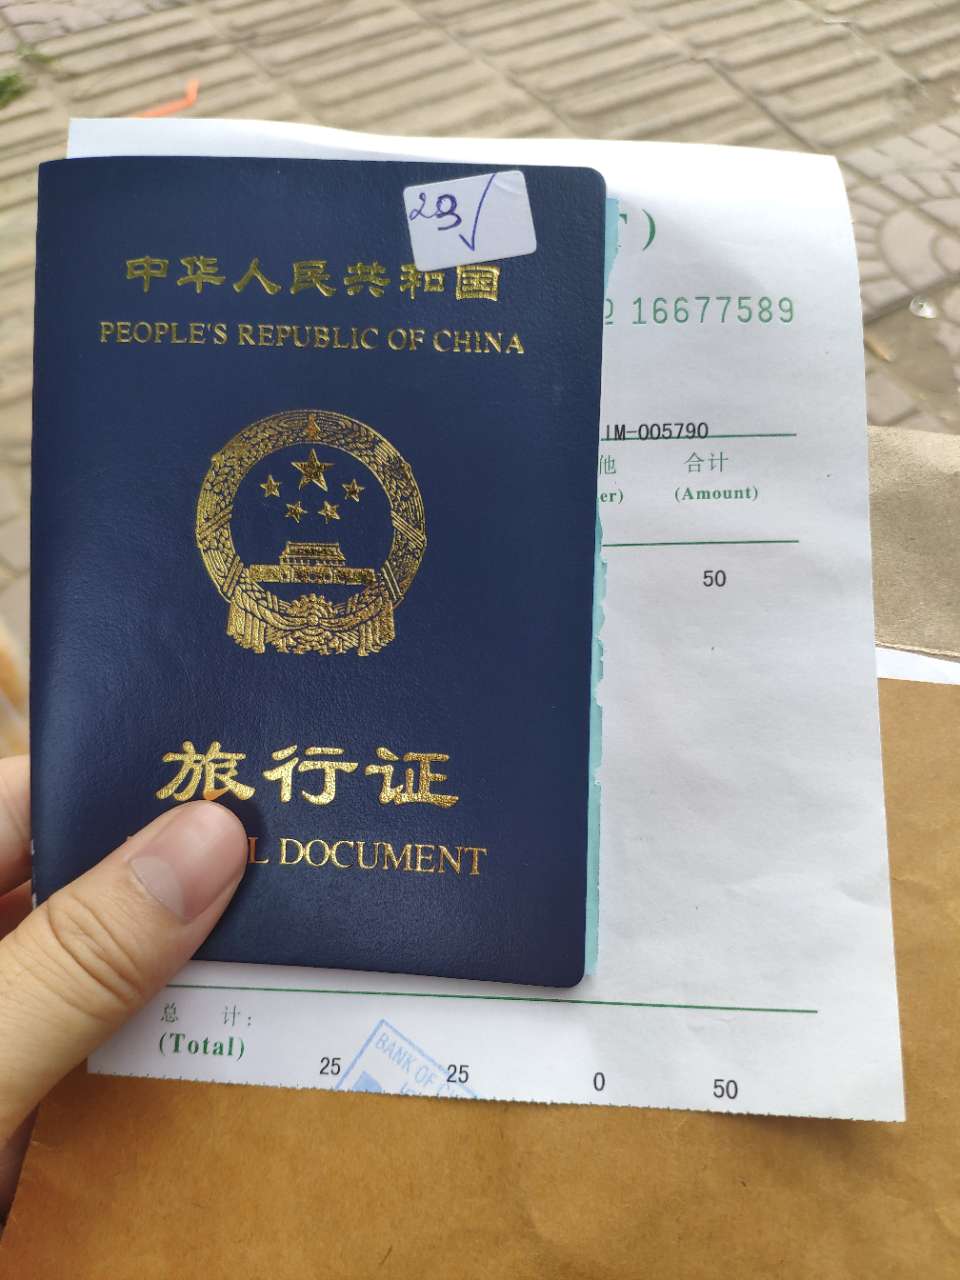 23
中华人民共和国
PEOPLE'S REPUBLIC OF CHINA
旅行证
DOCUMENT
)
16677589
IM-005790
他 合计
er) (Amount)
50
总 计:
(Total)
25 25 0 50
BANK OF